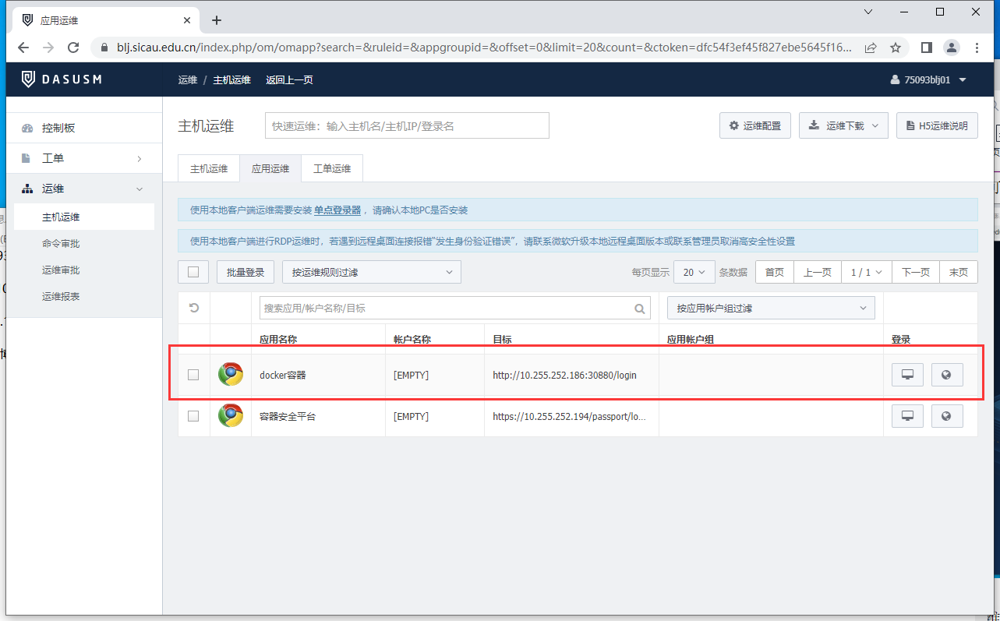 应用运维
blj.sicau.edu.cn/index.php/om/omapp?search=&ruleid=&appgroupid=&offset=0&limit=20&count=&ctoken=dfc54f3ef45f827ebe5645f16...
DASUSM
运维 / 主机运维 返回上一页
75093blj01
控制板
工单
运维
主机运维
命令审批
运维审批
运维报表
主机运维
快速运维：输入主机名/主机IP/登录名
运维配置
运维下载
H5运维说明
主机运维 应用运维 工单运维
使用本地客户端运维需要安装 单点登录器 ，请确认本地PC是否安装
使用本地客户端进行RDP运维时，若遇到远程桌面连接报错“发生身份验证错误”，请联系微软升级本地远程桌面版本或联系管理员取消高安全性设置
批量登录 按运维规则过滤 每页显示 20 条数据 首页 上一页 1 / 1 下一页 末页
搜索应用/帐户名称/目标 按应用帐户组过滤
应用名称 帐户名称 目标 应用帐户组 登录
docker容器 [EMPTY] http://10.255.252.186:30880/login
容器安全平台 [EMPTY] https://10.255.252.194/passport/lo...